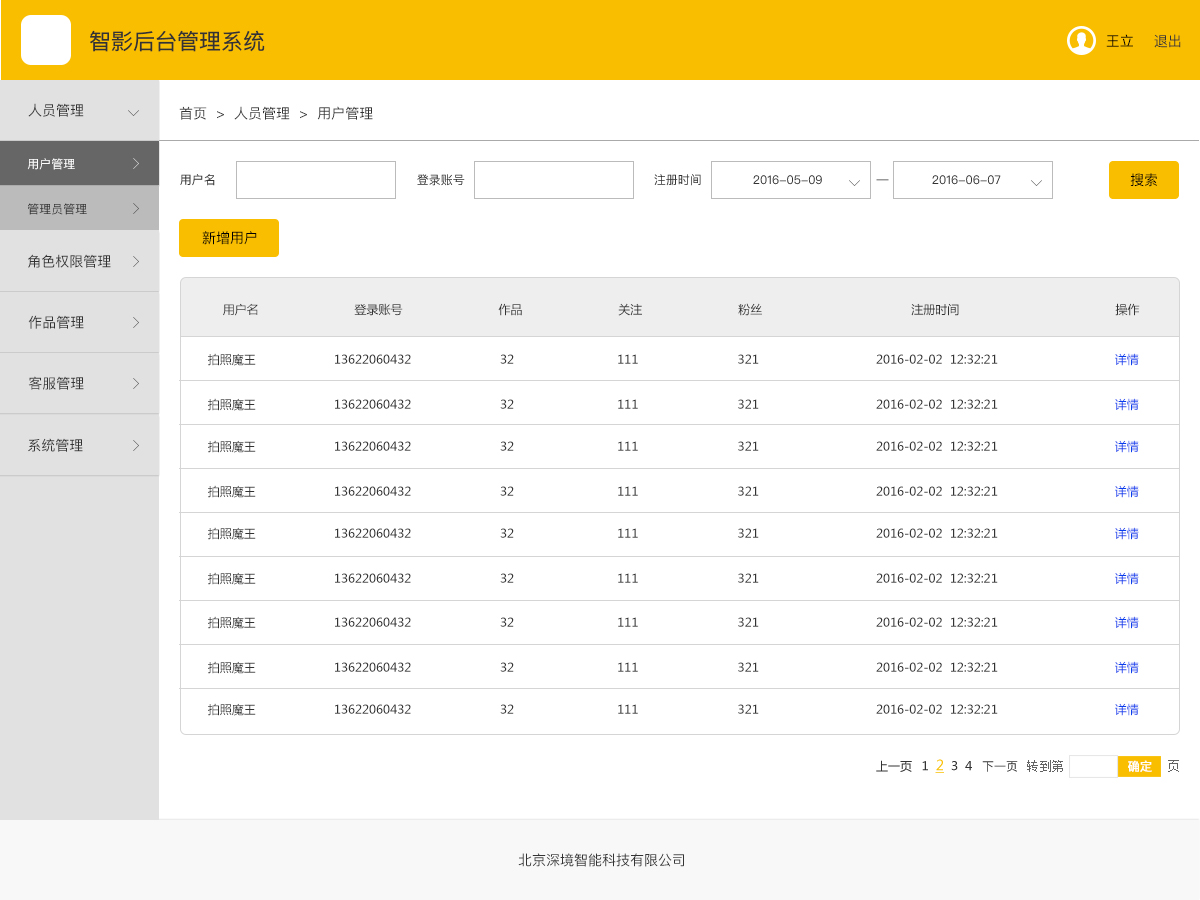 智影后台管理系统
王立 退出
人员管理
用户管理
管理员管理
角色权限管理
作品管理
客服管理
系统管理
首页 > 人员管理 > 用户管理
用户名 登录账号 注册时间 2016-05-09 — 2016-06-07 搜索
新增用户
用户名 登录账号 作品 关注 粉丝 注册时间 操作
拍照魔王 13622060432 32 111 321 2016-02-02 12:32:21 详情
拍照魔王 13622060432 32 111 321 2016-02-02 12:32:21 详情
拍照魔王 13622060432 32 111 321 2016-02-02 12:32:21 详情
拍照魔王 13622060432 32 111 321 2016-02-02 12:32:21 详情
拍照魔王 13622060432 32 111 321 2016-02-02 12:32:21 详情
拍照魔王 13622060432 32 111 321 2016-02-02 12:32:21 详情
拍照魔王 13622060432 32 111 321 2016-02-02 12:32:21 详情
拍照魔王 13622060432 32 111 321 2016-02-02 12:32:21 详情
拍照魔王 13622060432 32 111 321 2016-02-02 12:32:21 详情
上一页 1 2 3 4 下一页 转到第 确定 页
北京深境智能科技有限公司